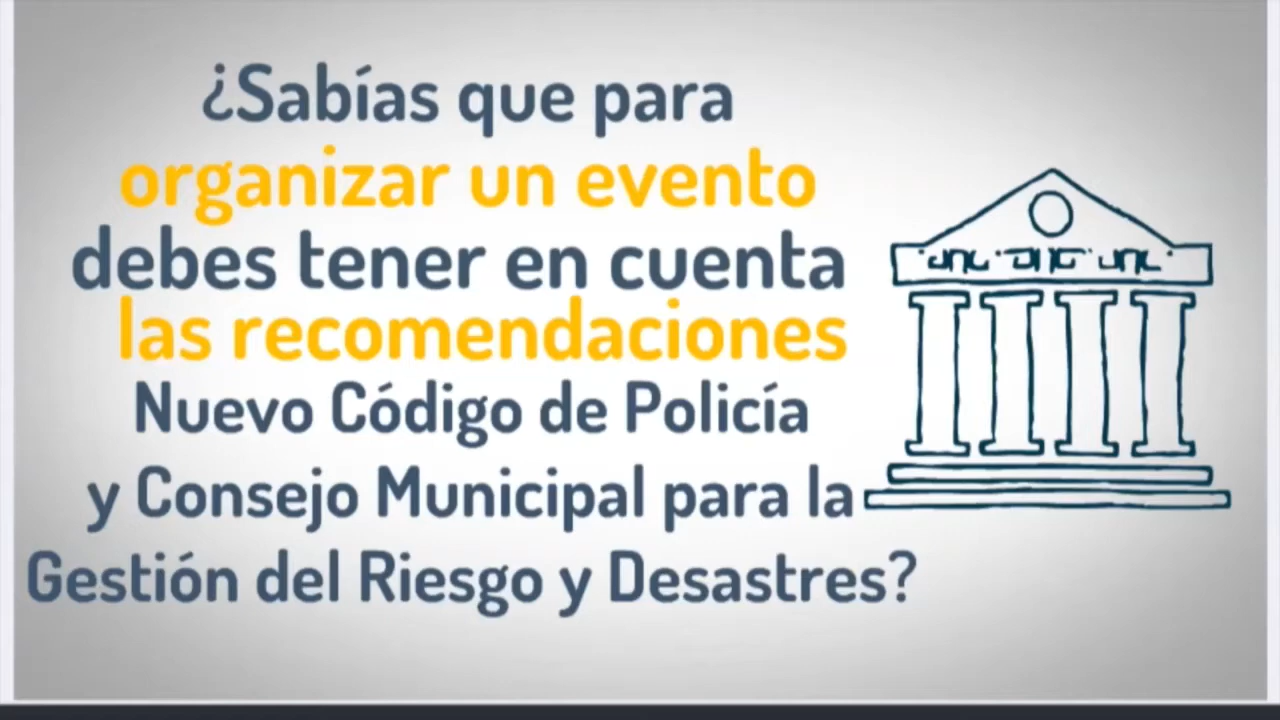 ¿Sabías que para
organizar un evento
debes tener en cuenta
las recomendaciones
Nuevo Código de Policía
y Consejo Municipal para la
Gestión del Riesgo y Desastres?